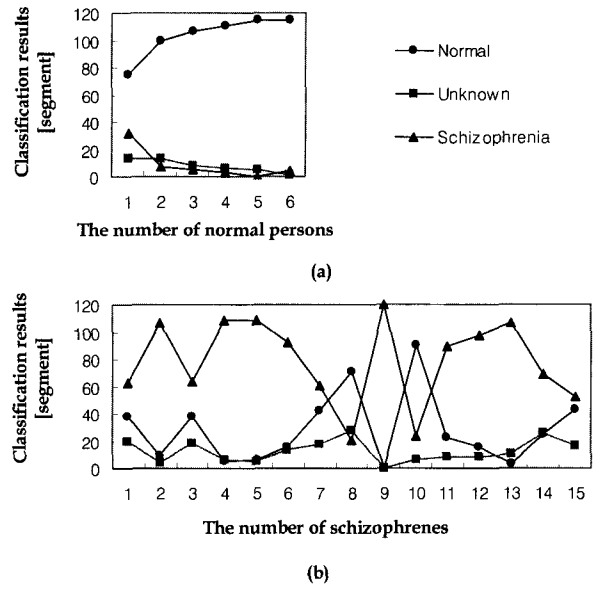 Classification results
[segment]
120
100
80
60
40
20
0
1 2 3 4 5 6
The number of normal persons
Normal
Unknown
Schizophrenia
(a)
Classification results
[segment]
120
100
80
60
40
20
0
1 2 3 4 5 6 7 8 9 10 11 12 13 14 15
The number of schizophrenes
(b)